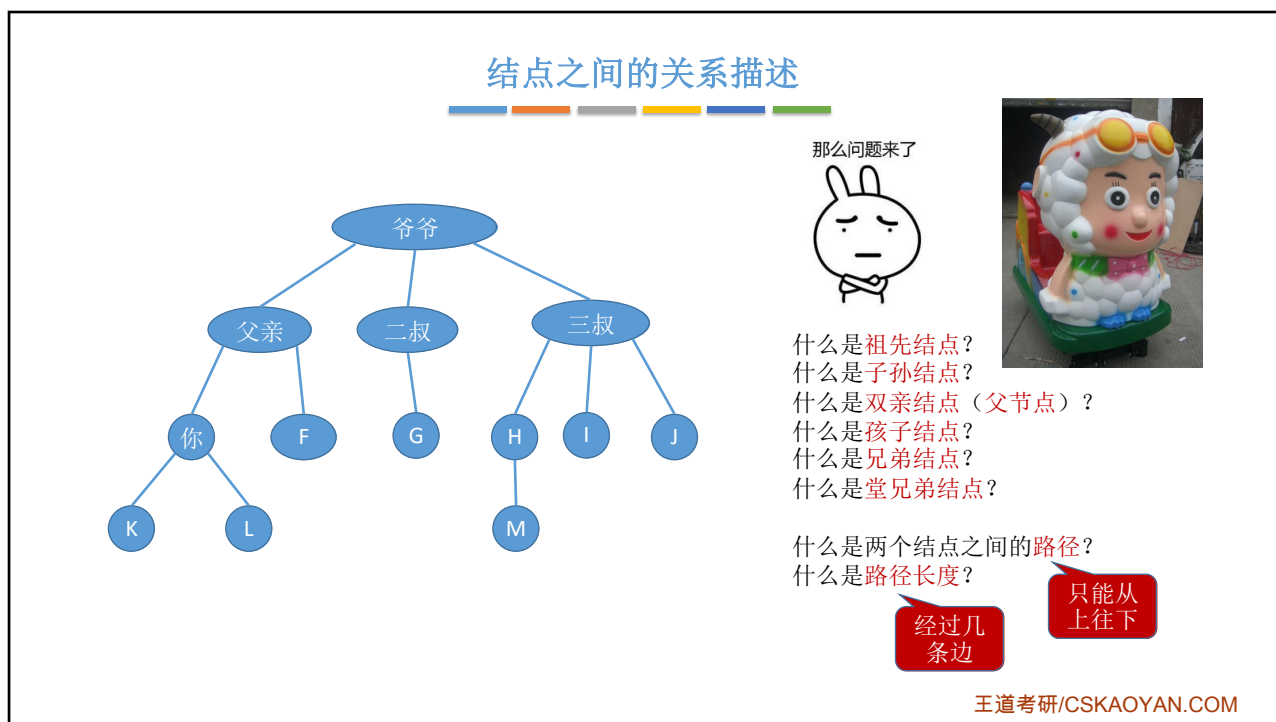 结点之间的关系描述
那么问题来了
爷爷
父亲
二叔
三叔
你
F
G
H
I
J
K
L
M
什么是祖先结点？
什么是子孙结点？
什么是双亲结点（父节点）？
什么是孩子结点？
什么是兄弟结点？
什么是堂兄弟结点？
什么是两个结点之间的路径？
什么是路径长度？
只能从
上往下
经过几
条边
王道考研/CSKAOYAN.COM